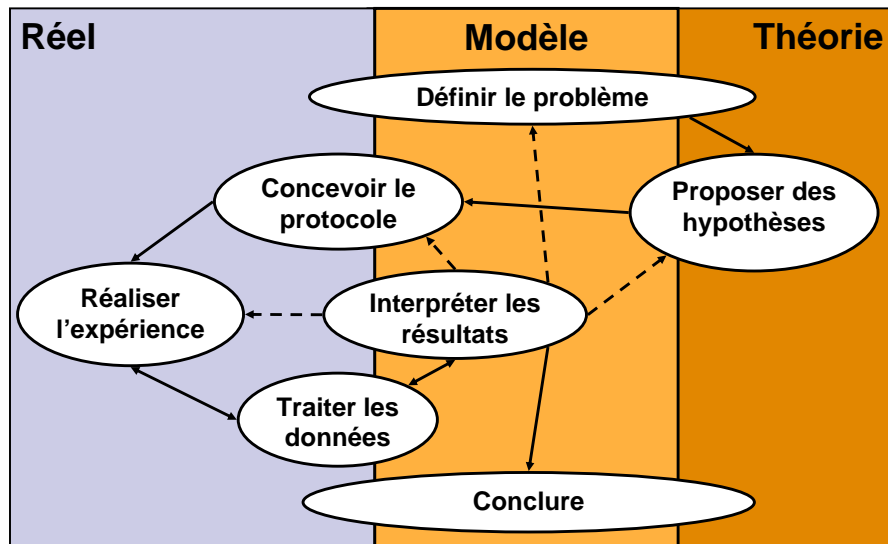 Réel
Modèle
Théorie
Définir le problème
Concevoir le
protocole
Proposer des
hypothèses
Réaliser
l’expérience
Interpréter les
résultats
Traiter les
données
Conclure